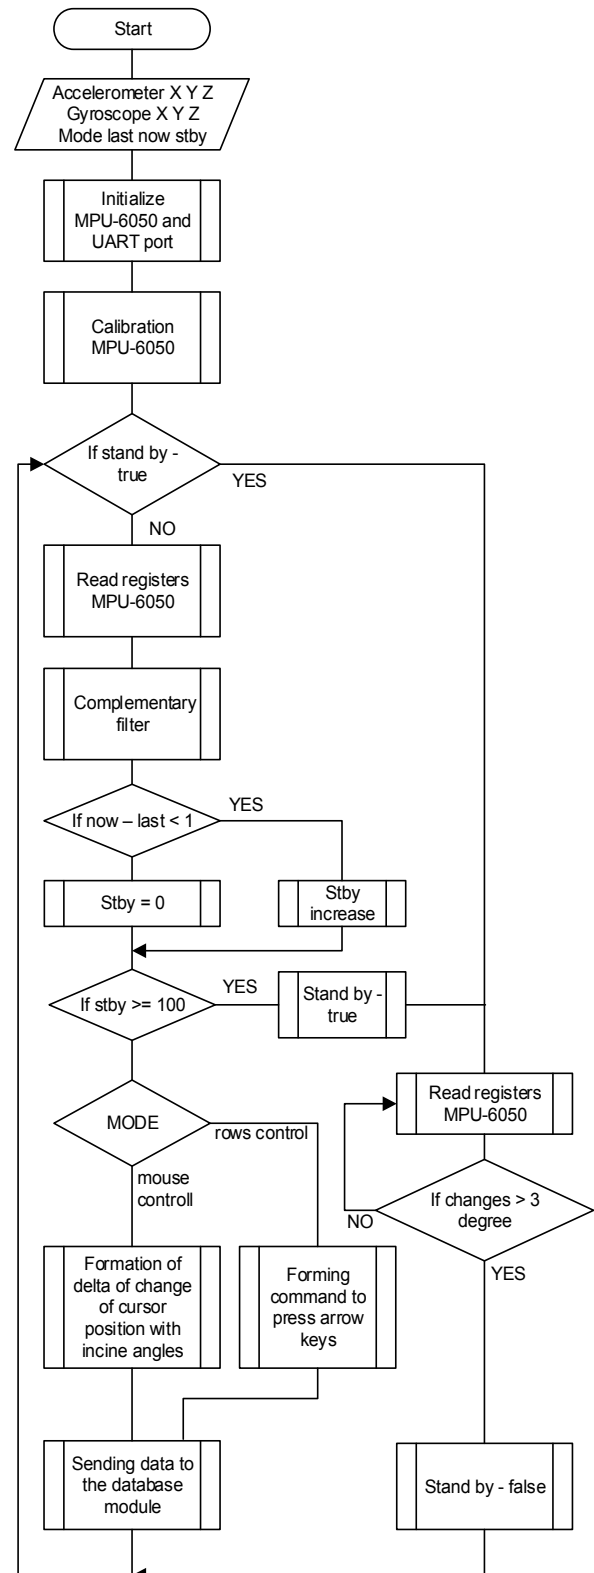 Start
Accelerometer X Y Z
Gyroscope X Y Z
Mode last now stby
Initialize
MPU-6050 and
UART port
Calibration
MPU-6050
If stand by -
true
YES
NO
Read registers
MPU-6050
Complementary
filter
If now – last < 1
YES
Stby = 0
Stby
increase
If stby >= 100
YES
Stand by -
true
MODE
rows control
mouse
controll
Read registers
MPU-6050
If changes > 3
degree
NO
YES
Formation of
delta of change
of cursor
position with
incine angles
Forming
command to
press arrow
keys
Sending data to
the database
module
Stand by - false